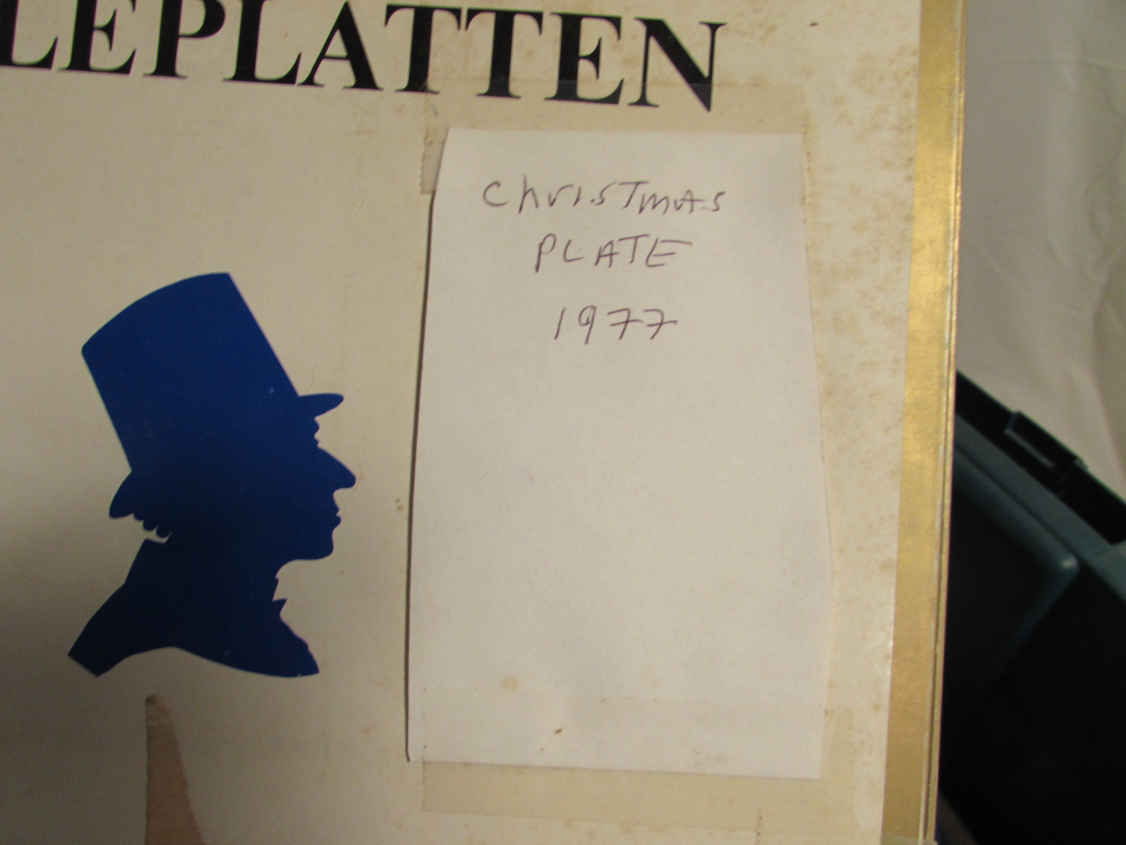 LEPLATTEN
ChrisTmAs
PLATE
1977